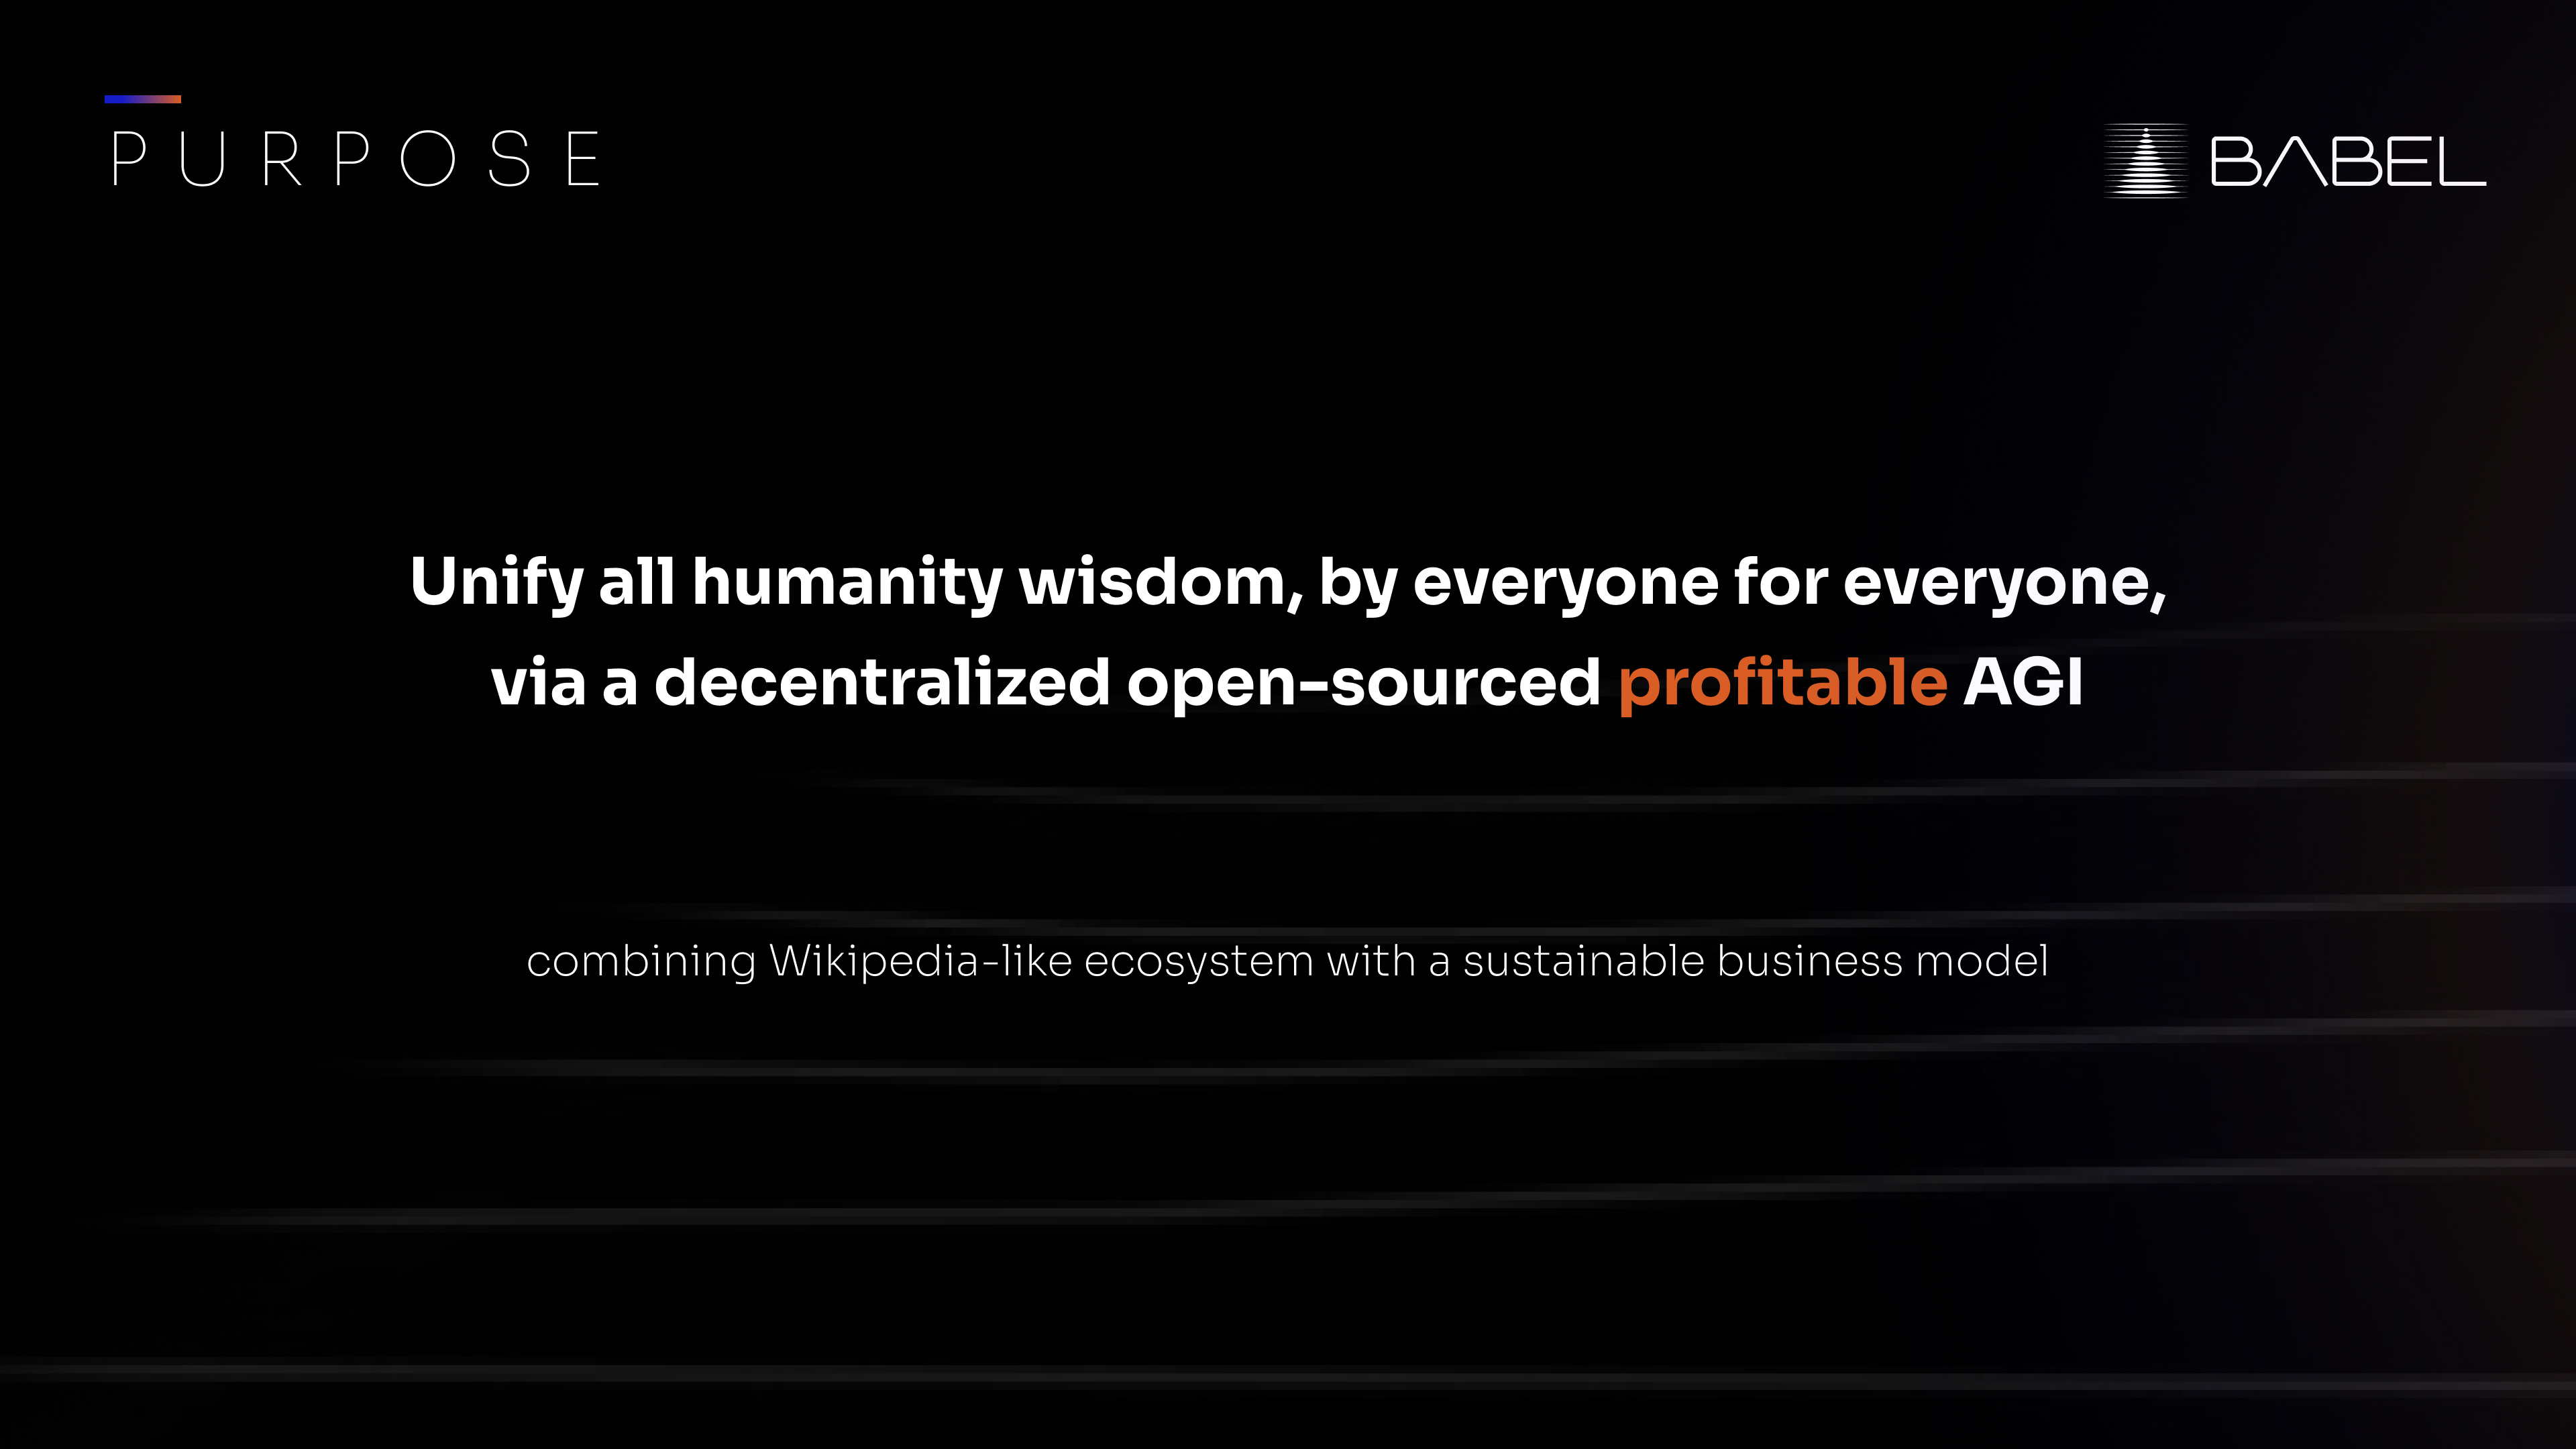 PURPOSE
BABEL
Unify all humanity wisdom, by everyone for everyone,
via a decentralized open-sourced profitable AGI
combining Wikipedia-like ecosystem with a sustainable business model